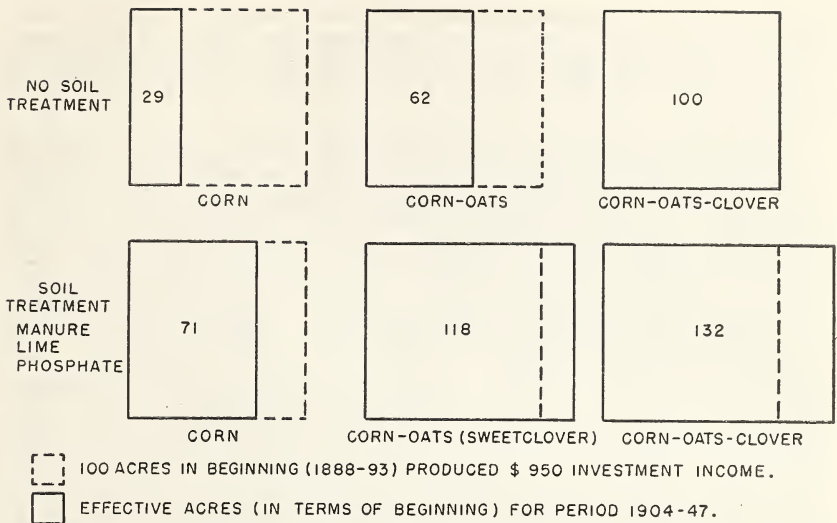 NO SOIL
TREATMENT
29
62
100
CORN
CORN-OATS
CORN-OATS-CLOVER
SOIL
TREATMENT
MANURE
LIME
PHOSPHATE
71
118
132
CORN
CORN-OATS (SWEETCLOVER)
CORN-OATS-CLOVER
100 ACRES IN BEGINNING (1888-93) PRODUCED $ 950 INVESTMENT INCOME.
EFFECTIVE ACRES (IN TERMS OF BEGINNING) FOR PERIOD 1904-47.